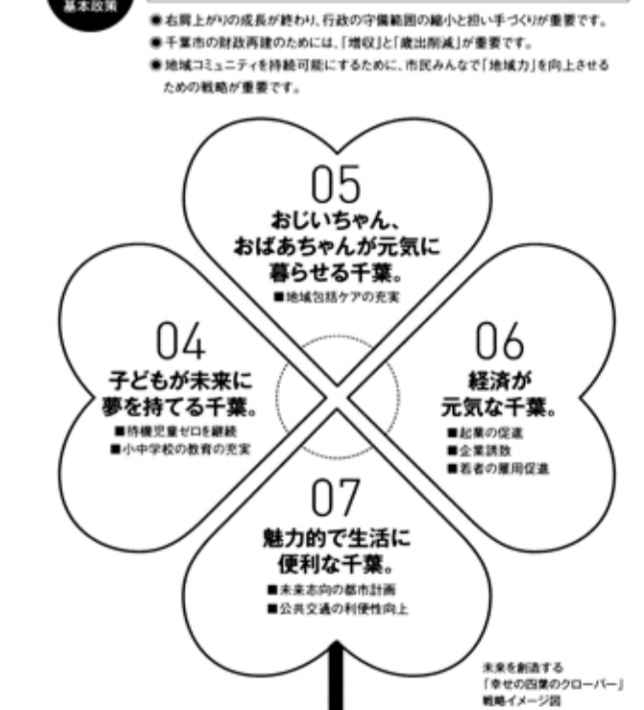 基本政策
◉右肩上がりの成長が終わり、行政の守備範囲の縮小と担い手づくりが重要です。
◉千葉市の財政再建のためには、「増収」と「歳出削減」が重要です。
◉地域コミュニティを持続可能にするために、市民みんなで「地域力」を向上させる
ための戦略が重要です。
05
おじいちゃん、
おばあちゃんが元気に
暮らせる千葉。
■地域包括ケアの充実
04
子どもが未来に
夢を持てる千葉。
■待機児童ゼロを継続
■小中学校の教育の充実
06
経済が
元気な千葉。
■起業の促進
■企業誘致
■若者の雇用促進
07
魅力的で生活に
便利な千葉。
■未来志向の都市計画
■公共交通の利便性向上
未来を創造する
「幸せの四葉のクローバー」
戦略イメージ図